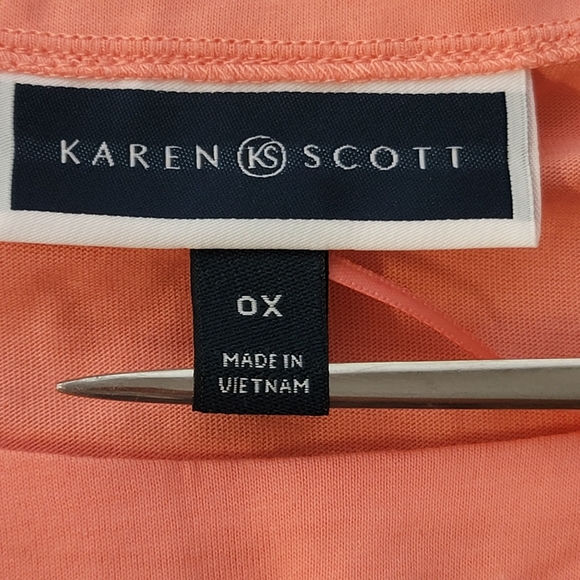 KAREN KS SCOTT
0X
MADE IN
VIETNAM